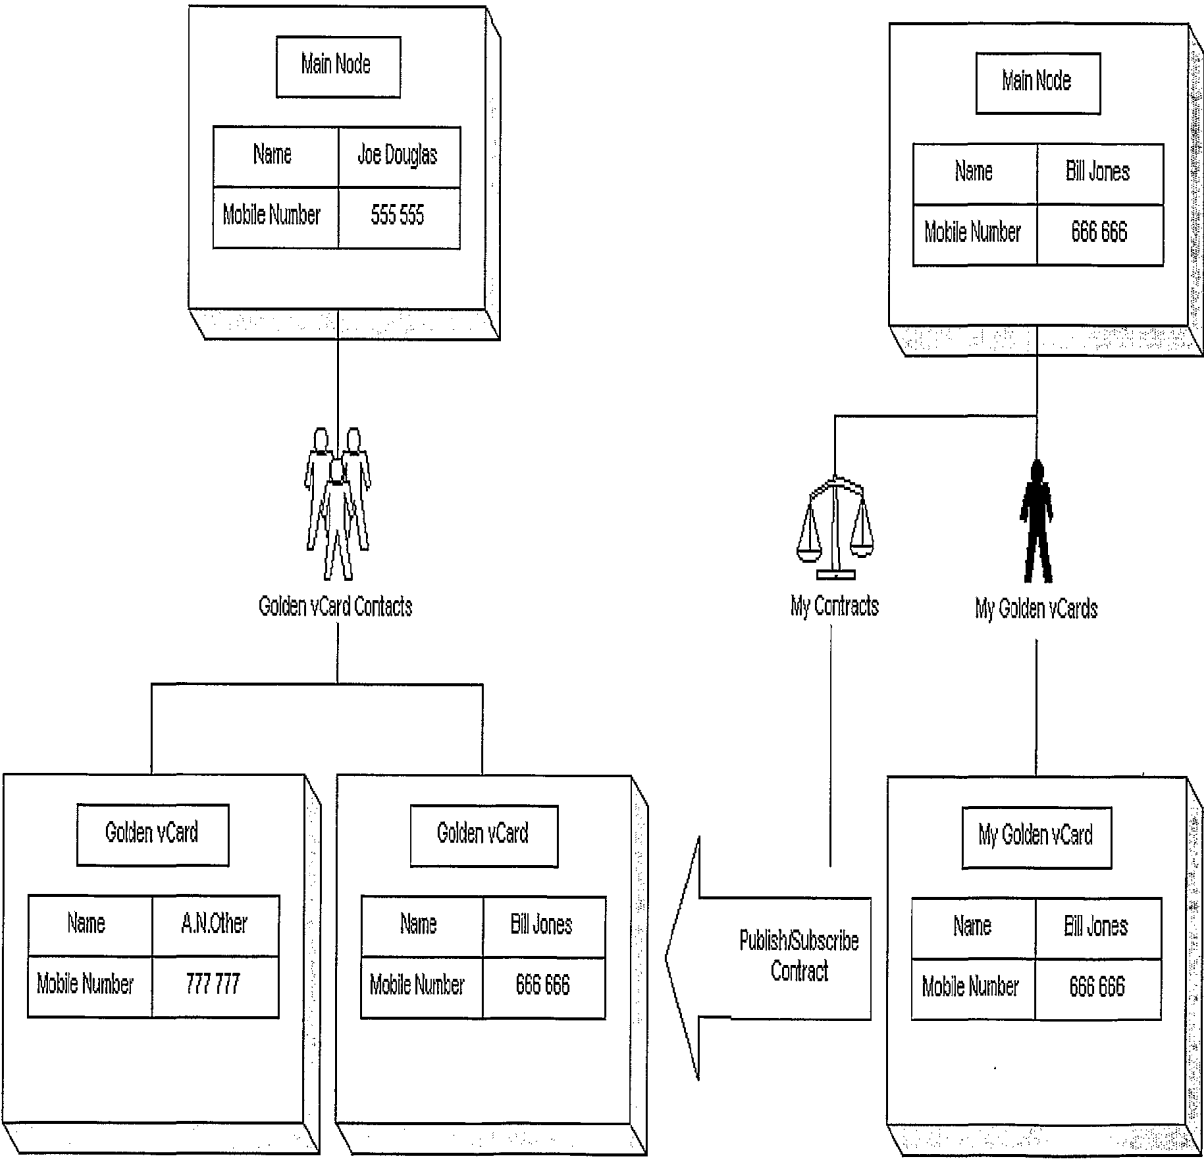 Main Node
Name Joe Douglas
Mobile Number 555 555
Main Node
Name Bill Jones
Mobile Number 666 666
Golden vCard Contacts
My Contracts
My Golden vCards
Golden vCard
Name A.N.Other
Mobile Number 777 777
Golden vCard
Name Bill Jones
Mobile Number 666 666
Publish/Subscribe
Contract
My Golden vCard
Name Bill Jones
Mobile Number 666 666